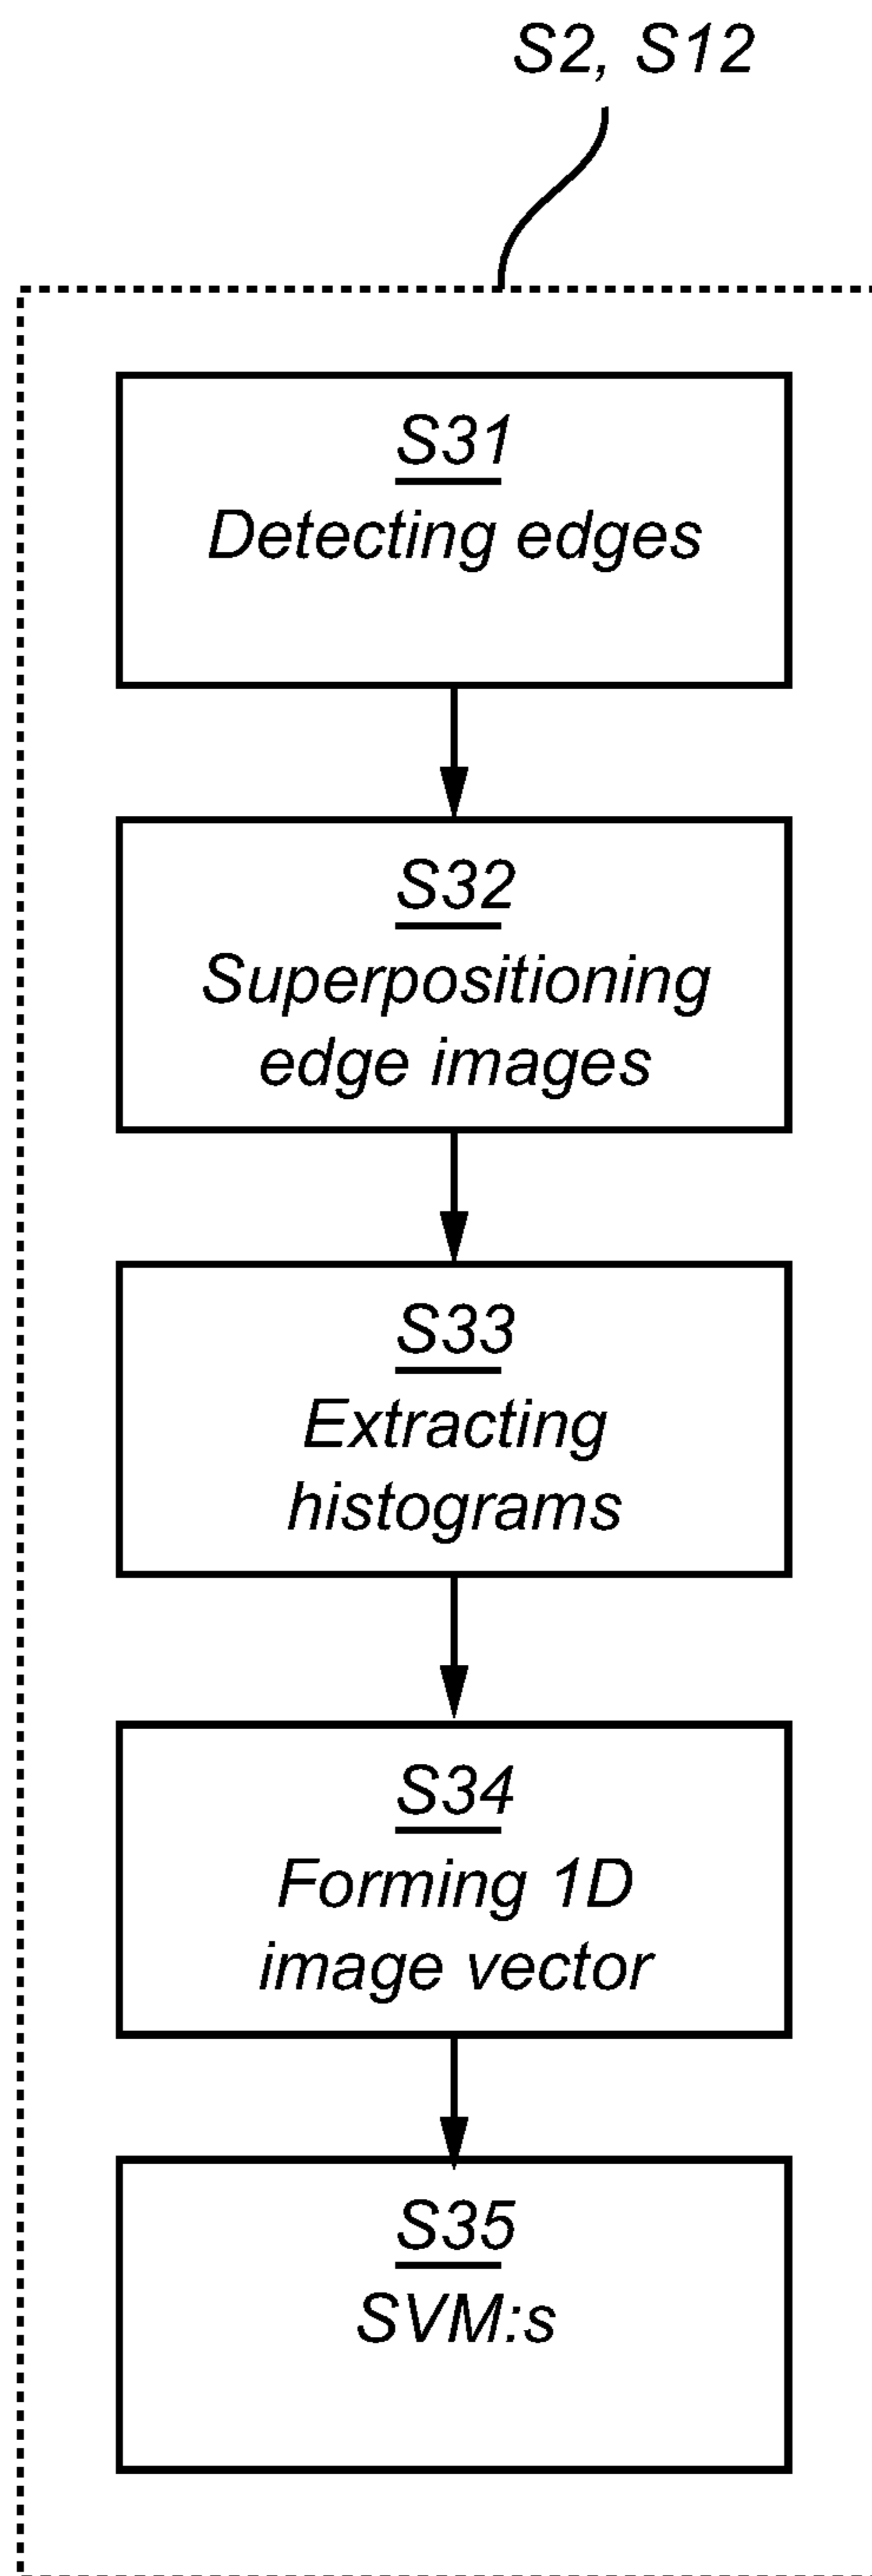 S2, S12
S31
Detecting edges
S32
Superpositioning
edge images
S33
Extracting
histograms
S34
Forming 1D
image vector
S35
SVM:s